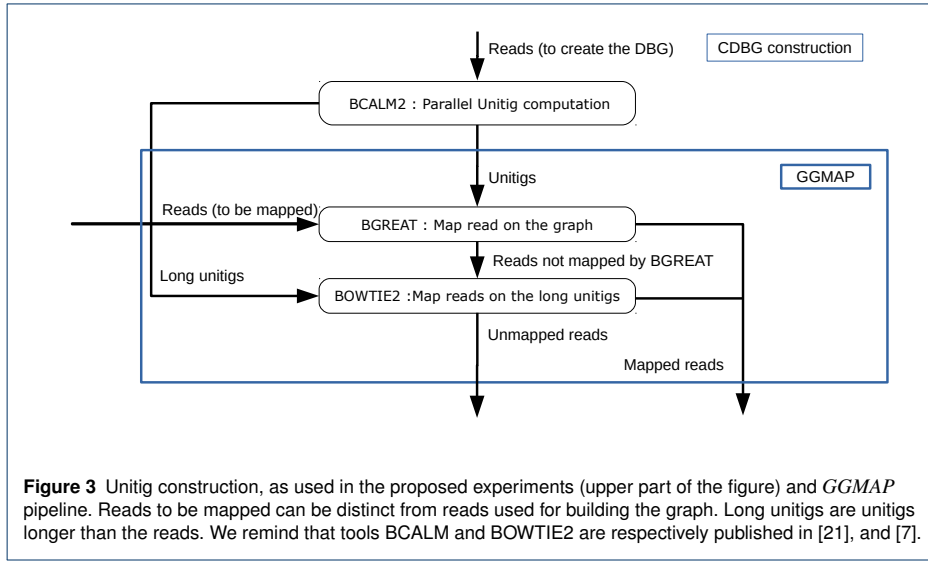 Reads (to create the DBG)
CDBG construction
BCALM2 : Parallel Unitig computation
Unitigs
GGMAP
Reads (to be mapped)
BGREAT : Map read on the graph
Reads not mapped by BGREAT
Long unitigs
BOWTIE2 :Map reads on the long unitigs
Unmapped reads
Mapped reads
Figure 3 Unitig construction, as used in the proposed experiments (upper part of the figure) and GGMAP
pipeline. Reads to be mapped can be distinct from reads used for building the graph. Long unitigs are unitigs
longer than the reads. We remind that tools BCALM and BOWTIE2 are respectively published in [21], and [7].